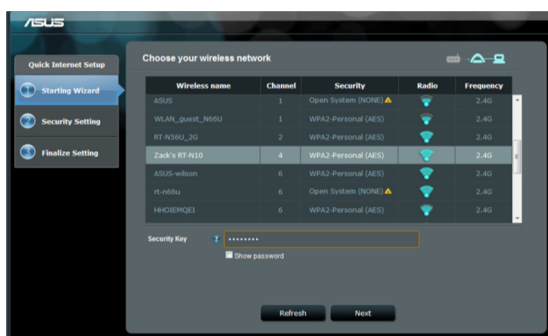 ASUS
Quick Internet Setup
1 Starting Wizard
2 Security Setting
3 Finalize Setting
Choose your wireless network
Wireless name Channel Security Radio Frequency
ASUS 1 Open System (NONE) 2.4G
WLAN_guest_N66U 1 WPA2-Personal (AES) 2.4G
RT-N56U_2G 2 WPA2-Personal (AES) 2.4G
Zack's RT-N10 4 WPA2-Personal (AES) 2.4G
ASUS-wilson 6 WPA2-Personal (AES) 2.4G
rt-n66u 6 Open System (NONE) 2.4G
HHOIEMQEI 6 WPA2-Personal (AES) 2.4G
Security Key ? ••••••••
Show password
Refresh Next